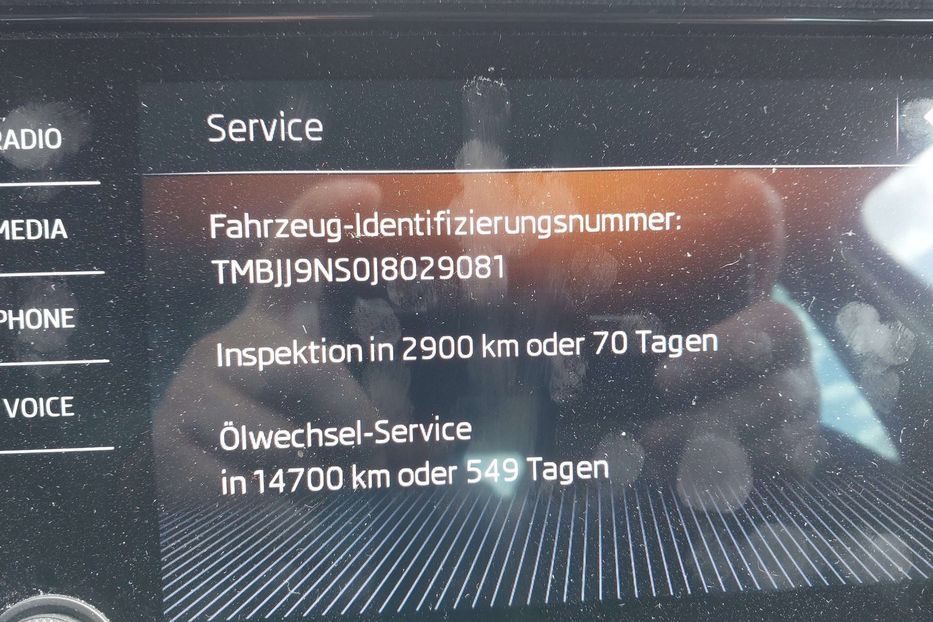 RADIO
MEDIA
PHONE
VOICE
Service
Fahrzeug-Identifizierungsnummer:
TMBJJ9NS0J8029081
Inspektion in 2900 km oder 70 Tagen
Ölwechsel-Service
in 14700 km oder 549 Tagen